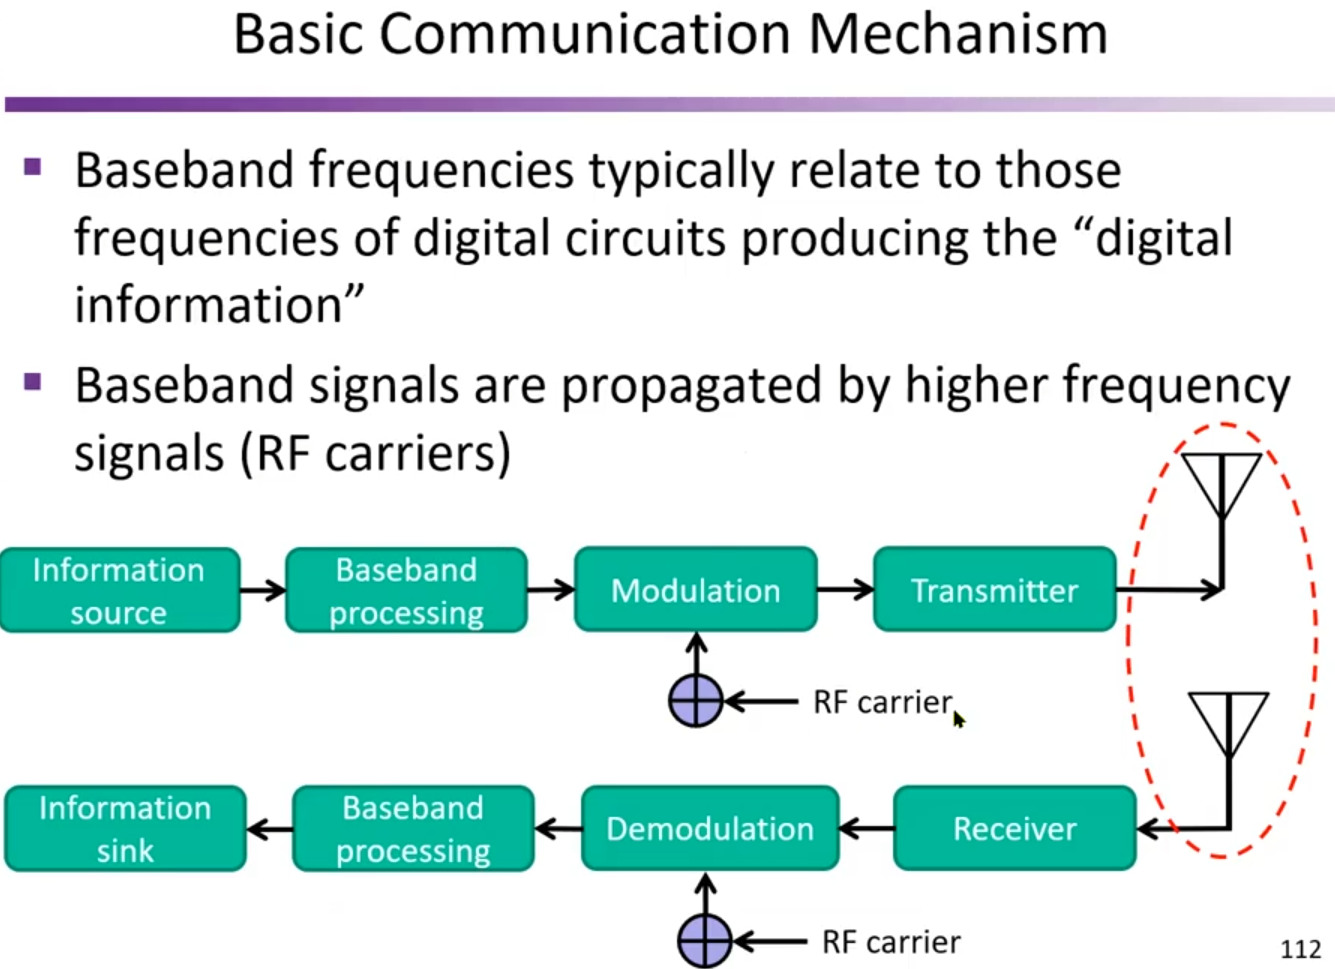 Basic Communication Mechanism
Baseband frequencies typically relate to those
frequencies of digital circuits producing the “digital
information”
Baseband signals are propagated by higher frequency
signals (RF carriers)
Information
source
Baseband
processing
Modulation
Transmitter
RF carrier
Information
sink
Baseband
processing
Demodulation
Receiver
RF carrier
112